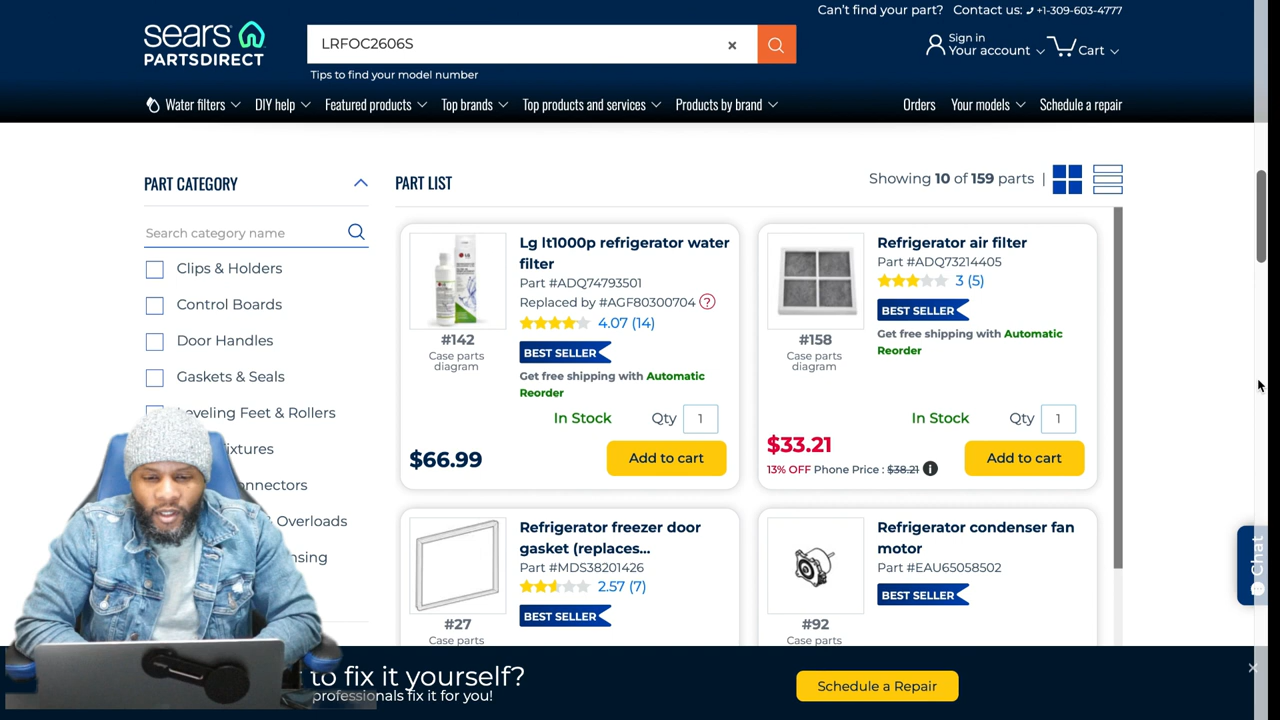 Can't find your part? Contact us: +1-309-603-4777
sears
PARTSDIRECT
LRFOC2606S
Tips to find your model number
Sign in
Your account
Cart
Water filters
DIY help
Featured products
Top brands
Top products and services
Products by brand
Orders
Your models
Schedule a repair
PART CATEGORY
Search category name
Clips & Holders
Control Boards
Door Handles
Gaskets & Seals
Leveling Feet & Rollers
& Overloads
PART LIST
Showing 10 of 159 parts |
Lg lt1000p refrigerator water
filter
Part #ADQ74793501
Replaced by #AGF80300704 ?
4.07 (14)
BEST SELLER
Get free shipping with Automatic
Reorder
#142
Case parts
diagram
In Stock
Qty 1
$66.99
Add to cart
Refrigerator air filter
Part #ADQ73214405
3 (5)
BEST SELLER
Get free shipping with Automatic
Reorder
#158
Case parts
diagram
In Stock
Qty 1
$33.21
13% OFF Phone Price : $38.21
Add to cart
Refrigerator freezer door
gasket (replaces...
Part #MDS38201426
2.57 (7)
BEST SELLER
#27
Case parts
Refrigerator condenser fan
motor
Part #EAU65058502
BEST SELLER
#92
Case parts
Chat
to fix it yourself?
professionals fix it for you!
Schedule a Repair